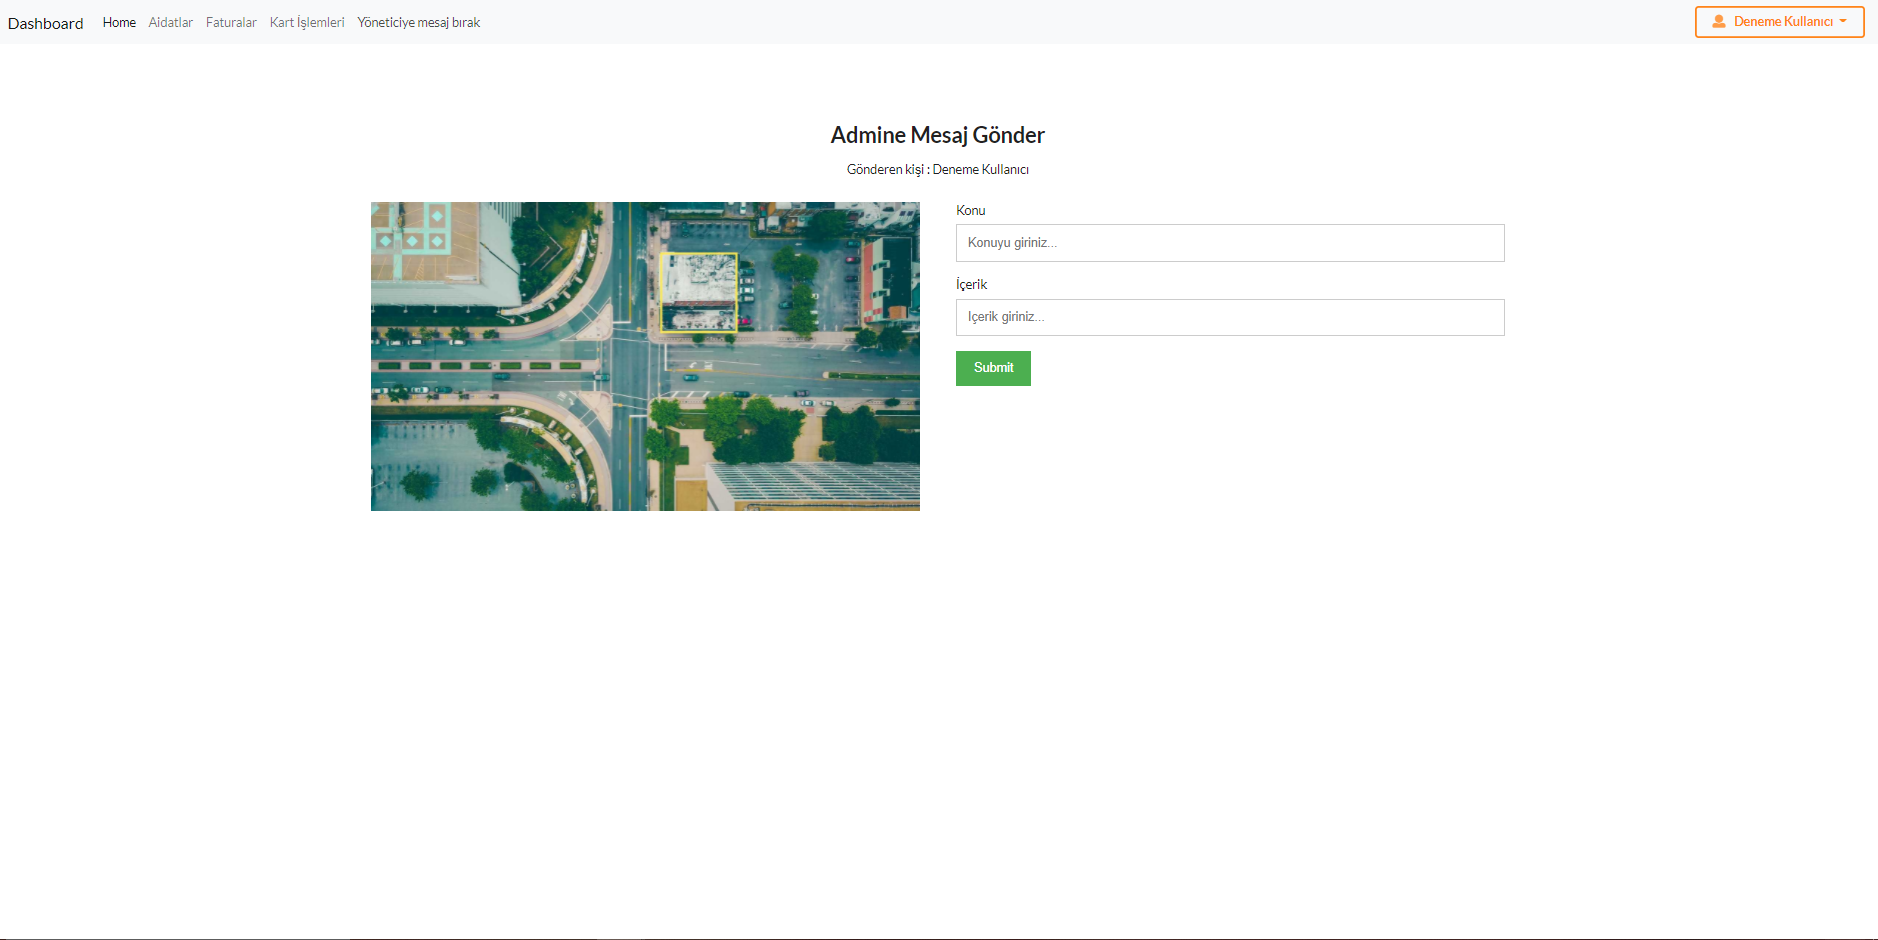 Dashboard Home Aidatlar Faturalar Kart İşlemleri Yöneticiye mesaj bırak Deneme Kullanıcı
Admine Mesaj Gönder
Gönderen kişi : Deneme Kullanıcı
Konu
Konuyu giriniz...
İçerik
Içerik giriniz...
Submit